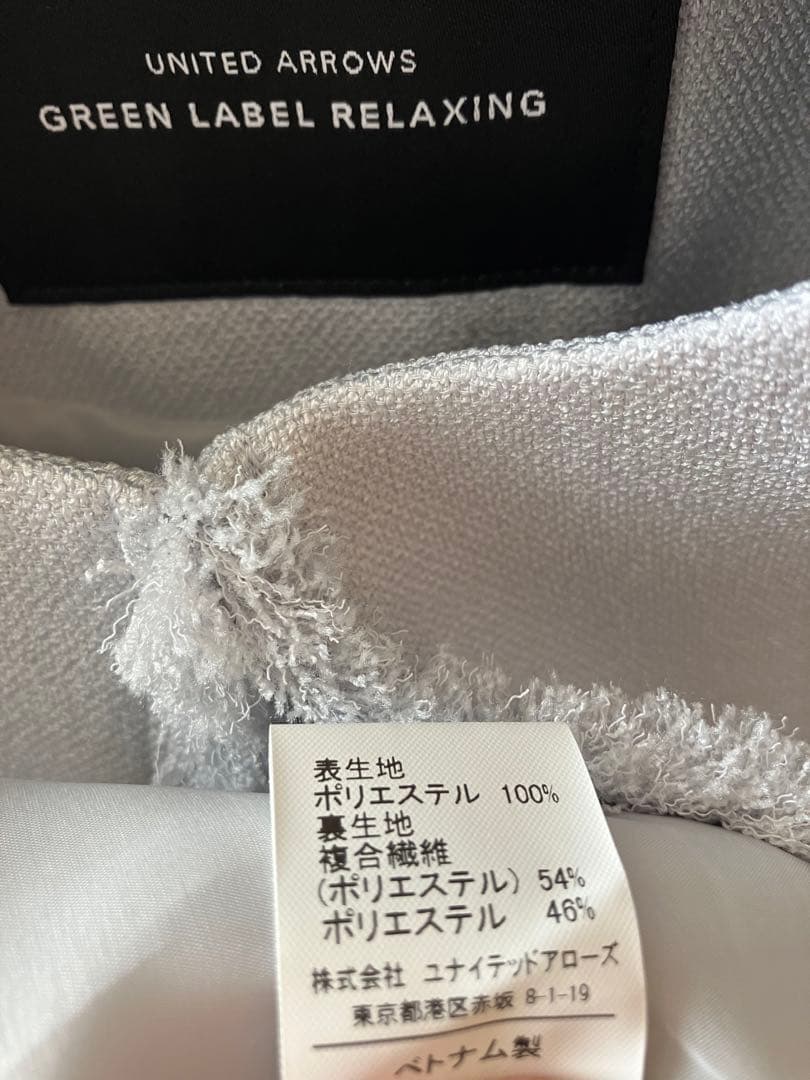 UNITED ARROWS
GREEN LABEL RELAXING
表生地
ポリエステル 100%
裏生地
複合繊維
(ポリエステル) 54%
ポリエステル 46%
株式会社 ユナイテッドアローズ
東京都港区赤坂 8-1-19
ベトナム製